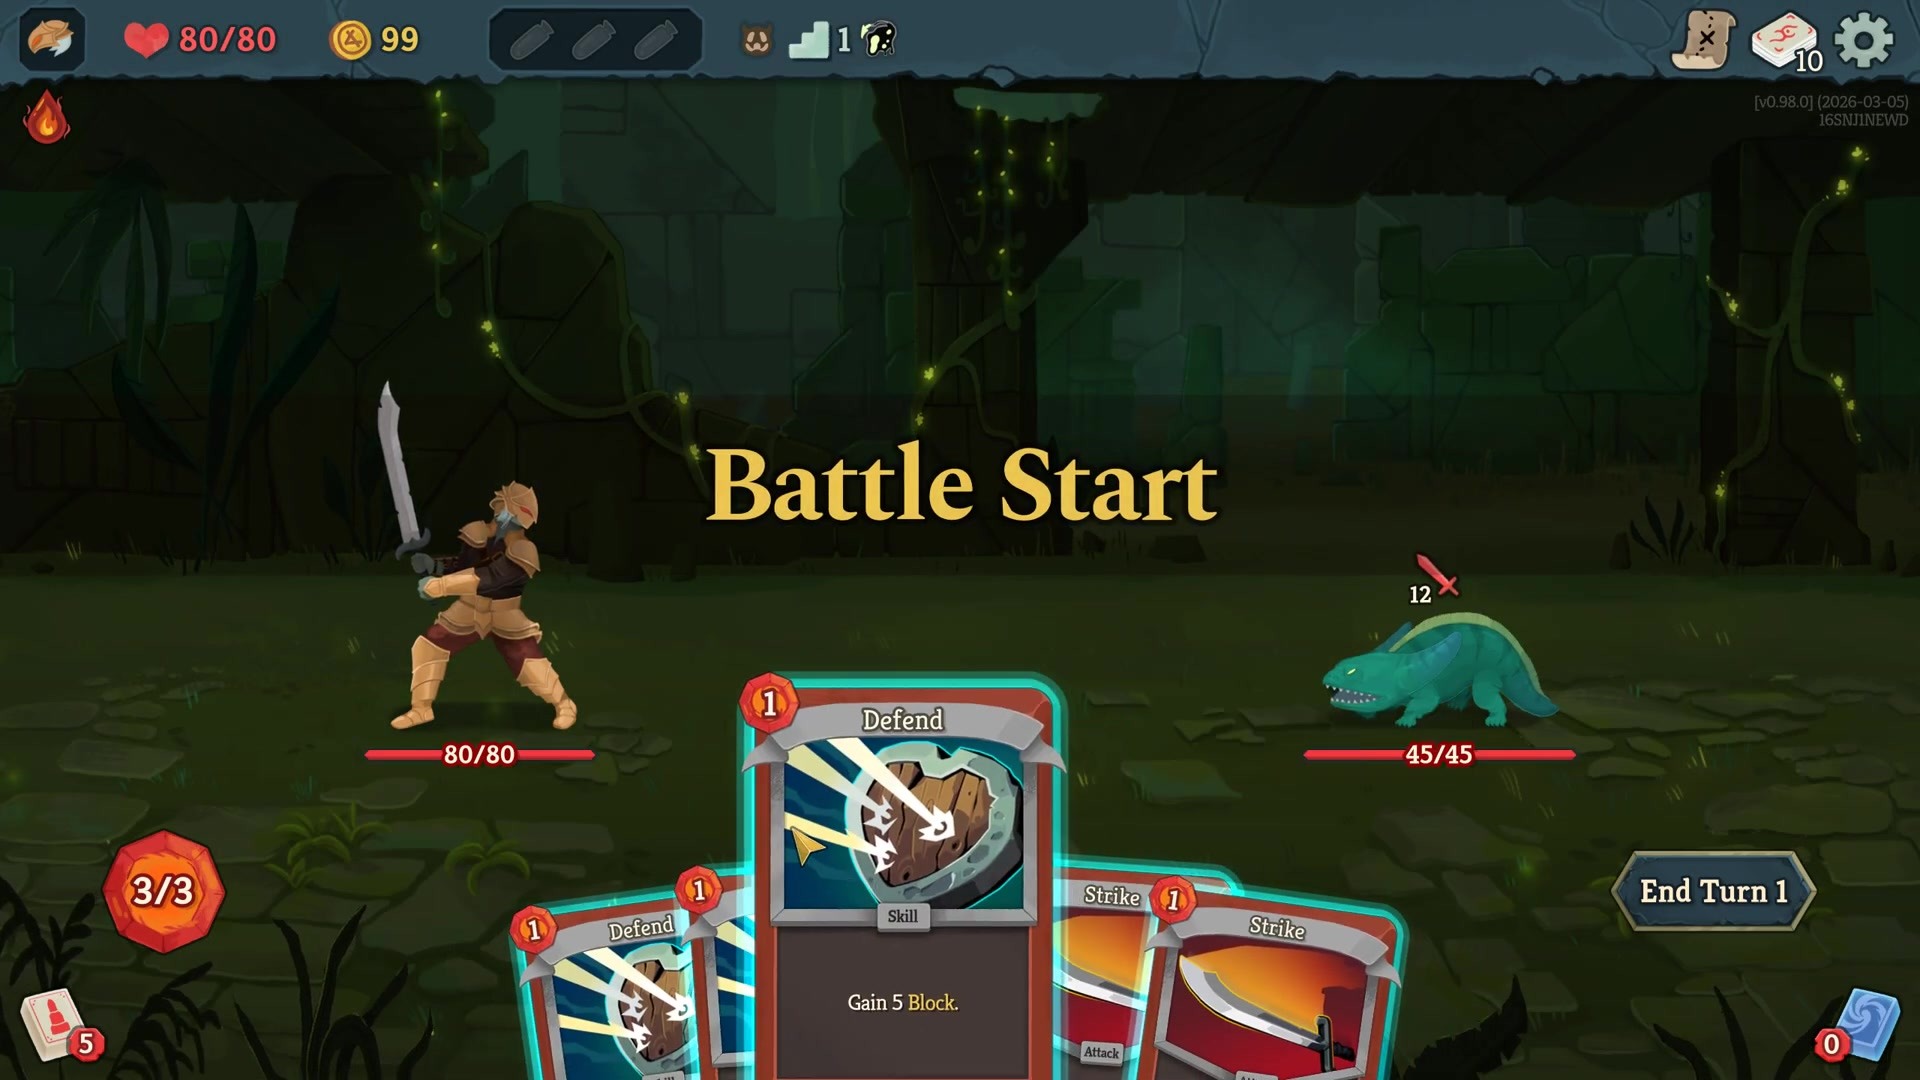 80/80
99
1
10
[v0.98.0] (2026-03-05)
16SNJ1NEWD
Battle Start
12
80/80
45/45
3/3
1
Defend
1
1
Defend
Skill
Gain 5 Block.
Strike
Attack
1
Strike
End Turn 1
5
0